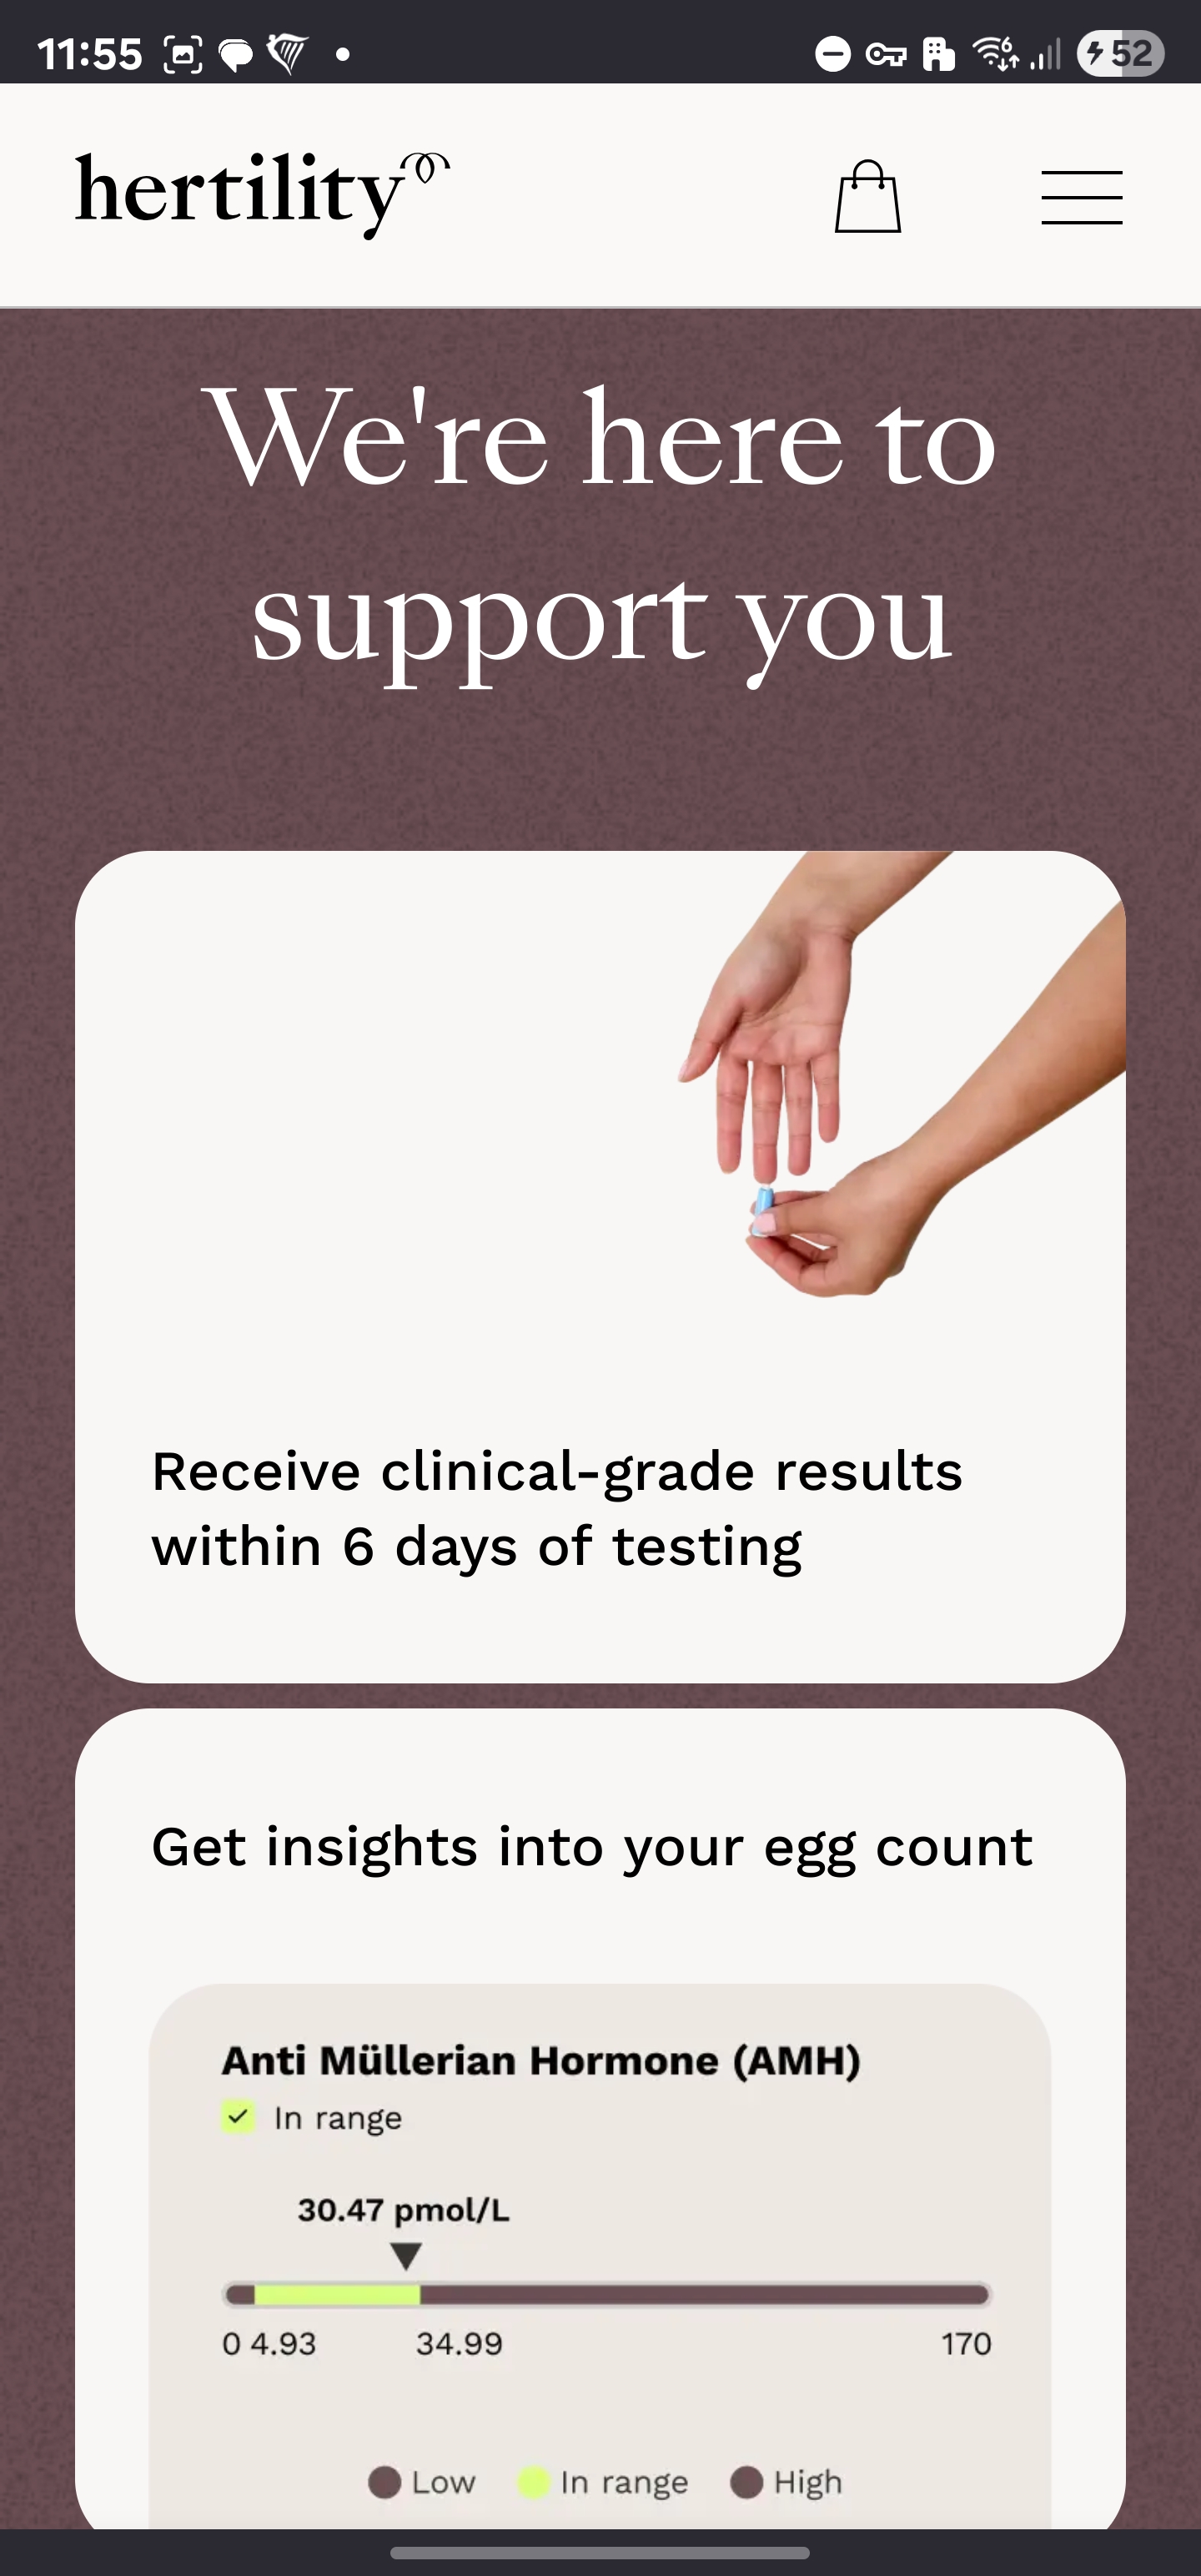 11:55
6
52
hertility
We're here to
support you
Receive clinical-grade results
within 6 days of testing
Get insights into your egg count
Anti Müllerian Hormone (AMH)
In range
30.47 pmol/L
0 4.93 34.99 170
Low In range High